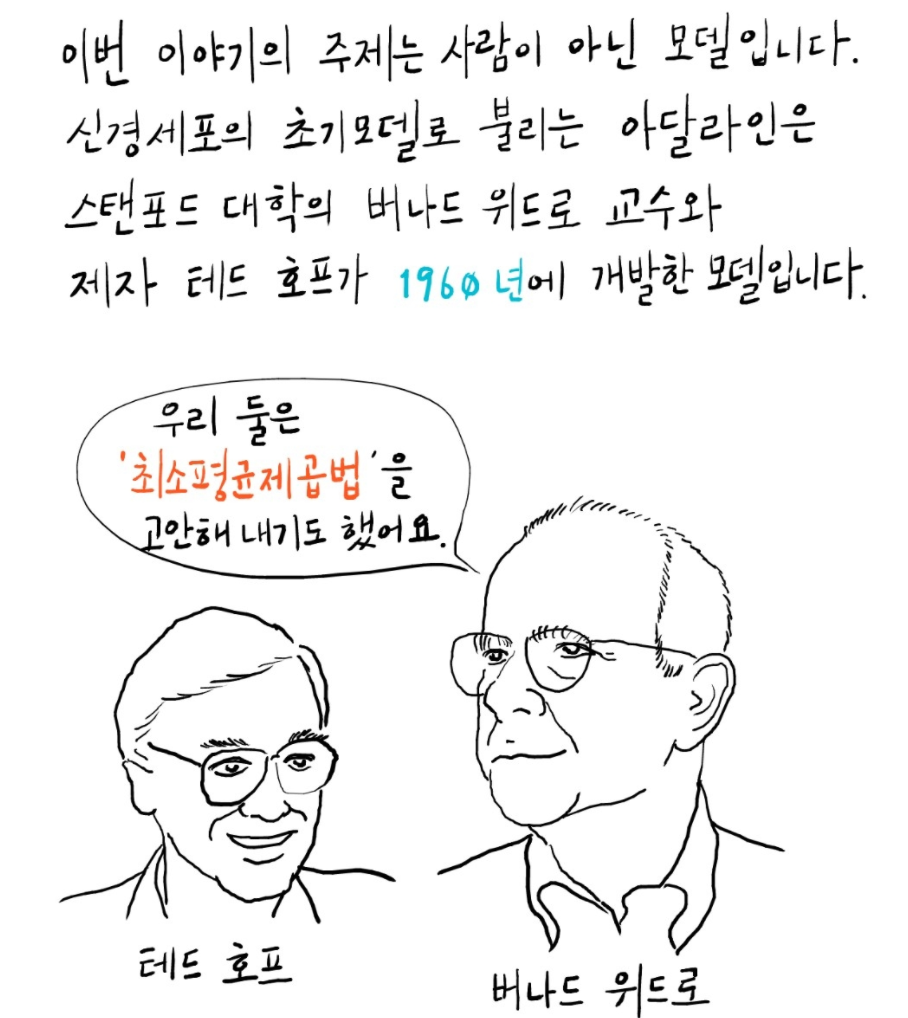 이번 이야기의 주제는 사람이 아닌 모델입니다.
신경세포의 초기모델로 불리는 아달라인은
스탠포드 대학의 버나드 위드로 교수와
제자 테드 호프가 1960년에 개발한 모델입니다.
우리 둘은
'최소평균제곱법'을
고안해 내기도 했어요.
테드 호프
버나드 위드로